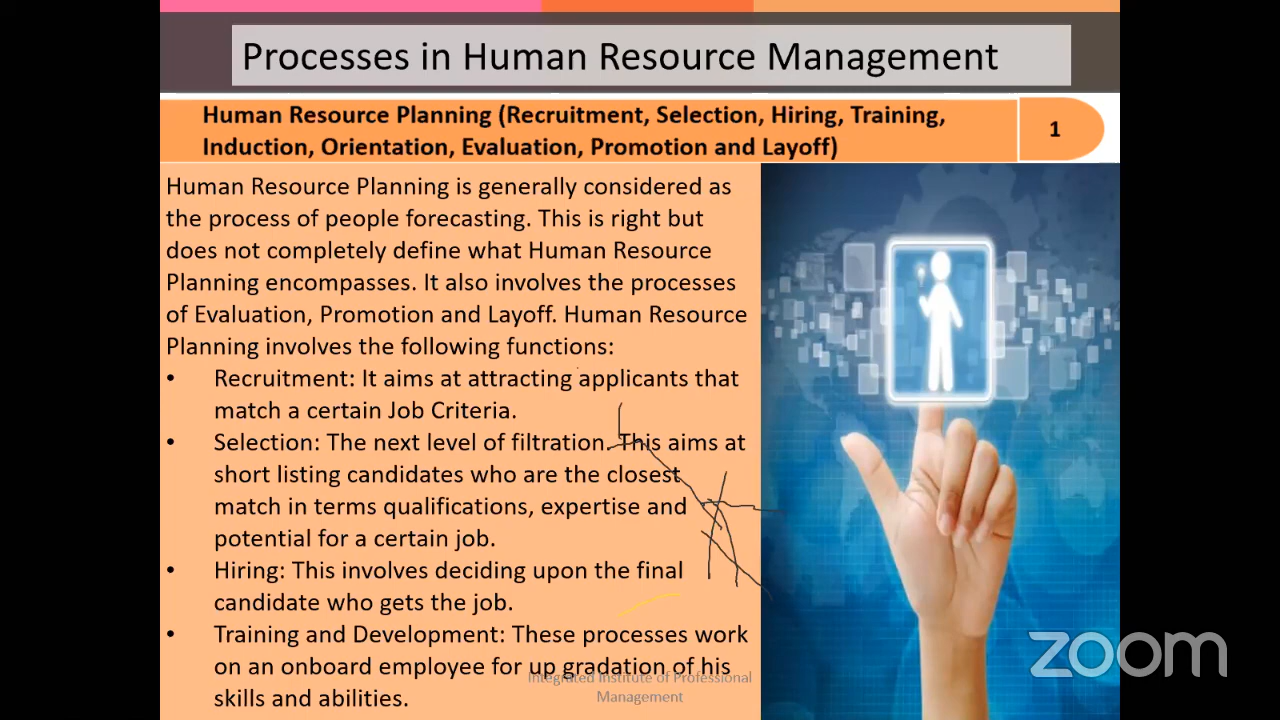 Processes in Human Resource Management
Human Resource Planning (Recruitment, Selection, Hiring, Training,
Induction, Orientation, Evaluation, Promotion and Layoff)
1
Human Resource Planning is generally considered as
the process of people forecasting. This is right but
does not completely define what Human Resource
Planning encompasses. It also involves the processes
of Evaluation, Promotion and Layoff. Human Resource
Planning involves the following functions:
• Recruitment: It aims at attracting applicants that
match a certain Job Criteria.
• Selection: The next level of filtration. This aims at
short listing candidates who are the closest
match in terms qualifications, expertise and
potential for a certain job.
• Hiring: This involves deciding upon the final
candidate who gets the job.
• Training and Development: These processes work
on an onboard employee for up gradation of his
skills and abilities.
Integrated Institute of Professional
Management
zoom